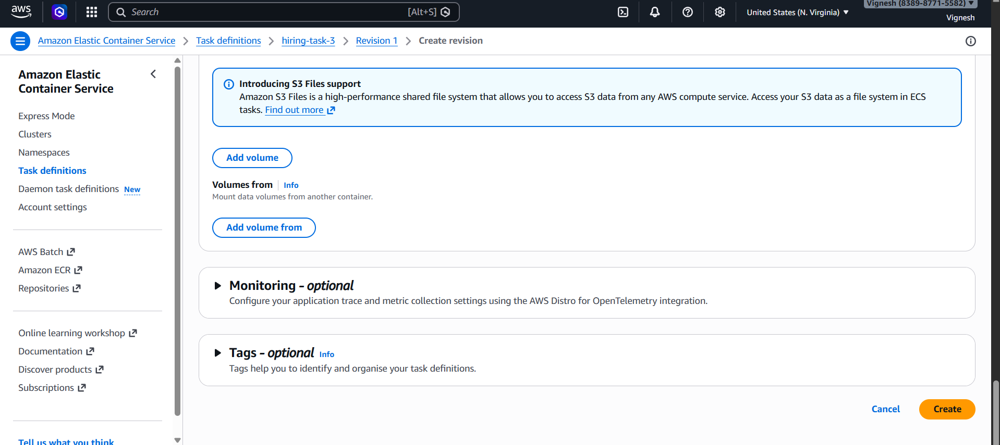 aws
Search
[Alt+S]
United States (N. Virginia)
Vignesh (8389-8771-5582)
Vignesh
Amazon Elastic Container Service
Task definitions
hiring-task-3
Revision 1
Create revision
Amazon Elastic
Container Service
Express Mode
Clusters
Namespaces
Task definitions
Daemon task definitions New
Account settings
AWS Batch
Amazon ECR
Repositories
Online learning workshop
Documentation
Discover products
Subscriptions
Tell us what you think
Introducing S3 Files support
Amazon S3 Files is a high-performance shared file system that allows you to access S3 data from any AWS compute service. Access your S3 data as a file system in ECS
tasks. Find out more
Add volume
Volumes from Info
Mount data volumes from another container.
Add volume from
Monitoring - optional
Configure your application trace and metric collection settings using the AWS Distro for OpenTelemetry integration.
Tags - optional Info
Tags help you to identify and organise your task definitions.
Cancel
Create